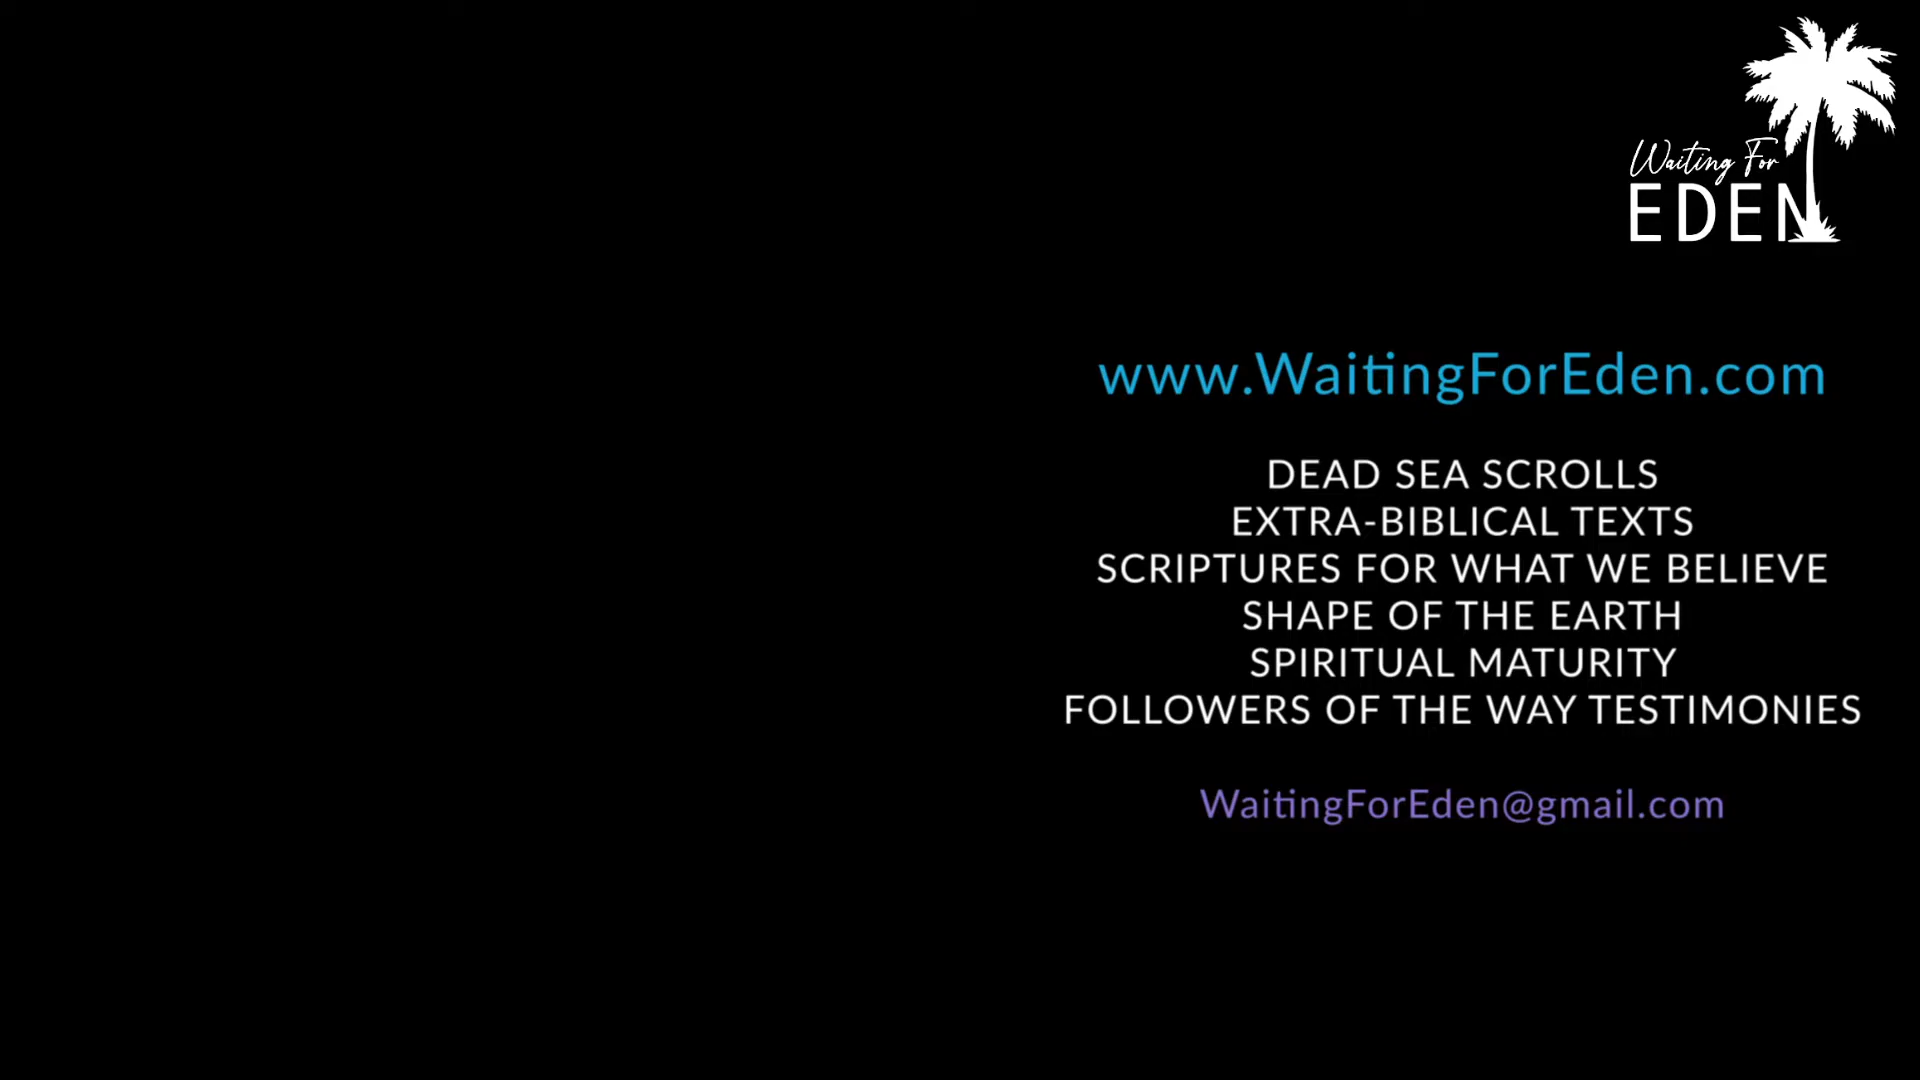 Waiting For
EDEN
www.WaitingForEden.com
DEAD SEA SCROLLS
EXTRA-BIBLICAL TEXTS
SCRIPTURES FOR WHAT WE BELIEVE
SHAPE OF THE EARTH
SPIRITUAL MATURITY
FOLLOWERS OF THE WAY TESTIMONIES
WaitingForEden@gmail.com